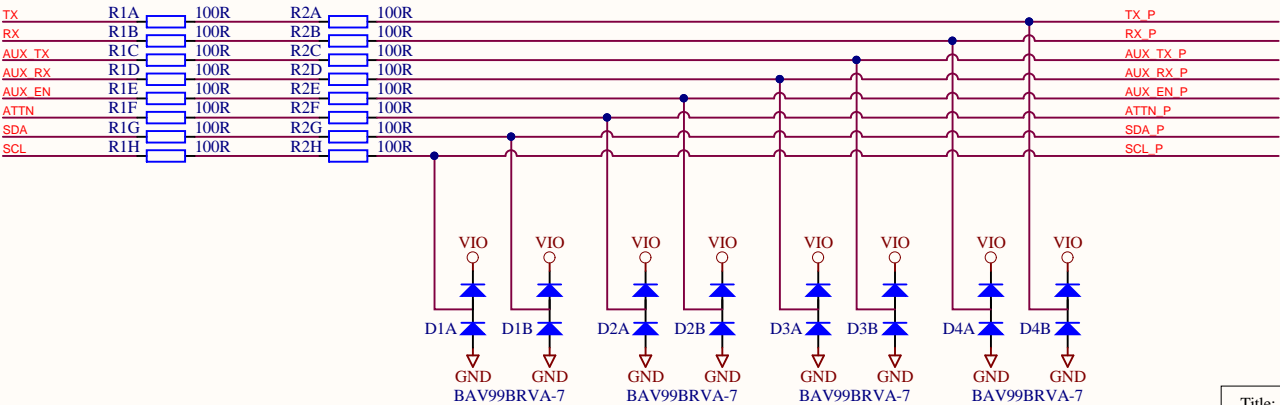 TX R1A 100R R2A 100R TX_P
RX R1B 100R R2B 100R RX_P
AUX_TX R1C 100R R2C 100R AUX_TX_P
AUX_RX R1D 100R R2D 100R AUX_RX_P
AUX_EN R1E 100R R2E 100R AUX_EN_P
ATTN R1F 100R R2F 100R ATTN_P
SDA R1G 100R R2G 100R SDA_P
SCL R1H 100R R2H 100R SCL_P
VIO VIO VIO VIO VIO VIO VIO VIO
D1A D1B D2A D2B D3A D3B D4A D4B
GND GND GND GND GND GND GND GND
BAV99BRVA-7 BAV99BRVA-7 BAV99BRVA-7 BAV99BRVA-7
Title: